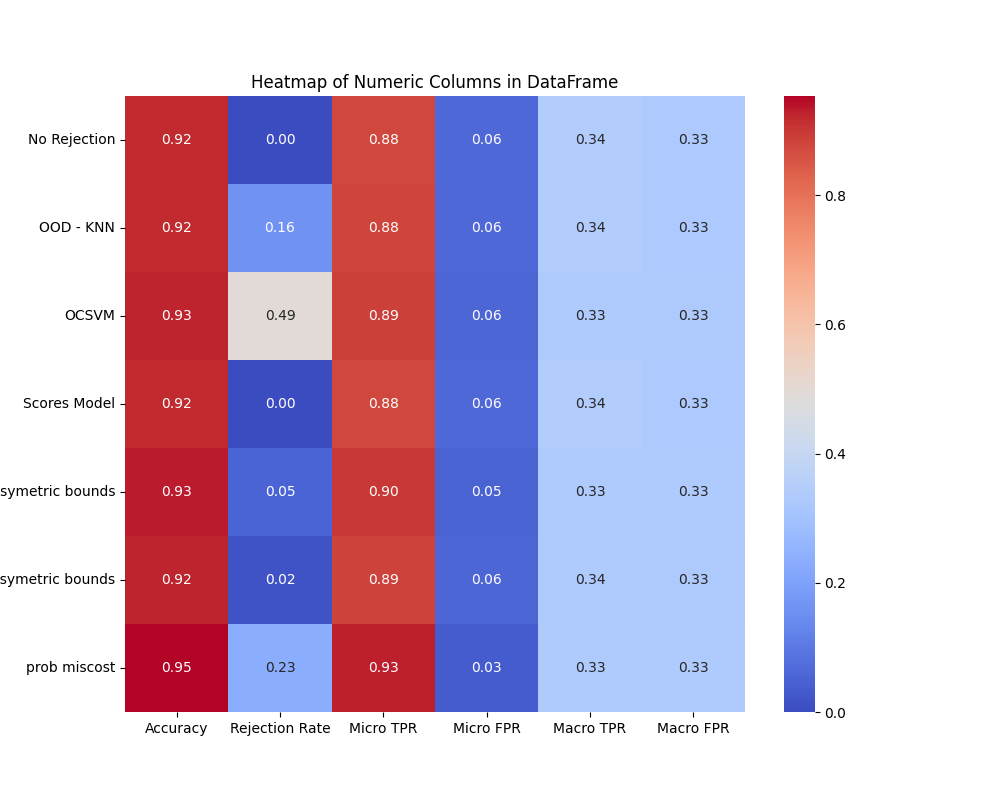 Heatmap of Numeric Columns in DataFrame
No Rejection 0.92 0.00 0.88 0.06 0.34 0.33
OOD - KNN 0.92 0.16 0.88 0.06 0.34 0.33
OCSVM 0.93 0.49 0.89 0.06 0.33 0.33
Scores Model 0.92 0.00 0.88 0.06 0.34 0.33
symetric bounds 0.93 0.05 0.90 0.05 0.33 0.33
symetric bounds 0.92 0.02 0.89 0.06 0.34 0.33
prob miscost 0.95 0.23 0.93 0.03 0.33 0.33
Accuracy Rejection Rate Micro TPR Micro FPR Macro TPR Macro FPR
0.8
0.6
0.4
0.2
0.0